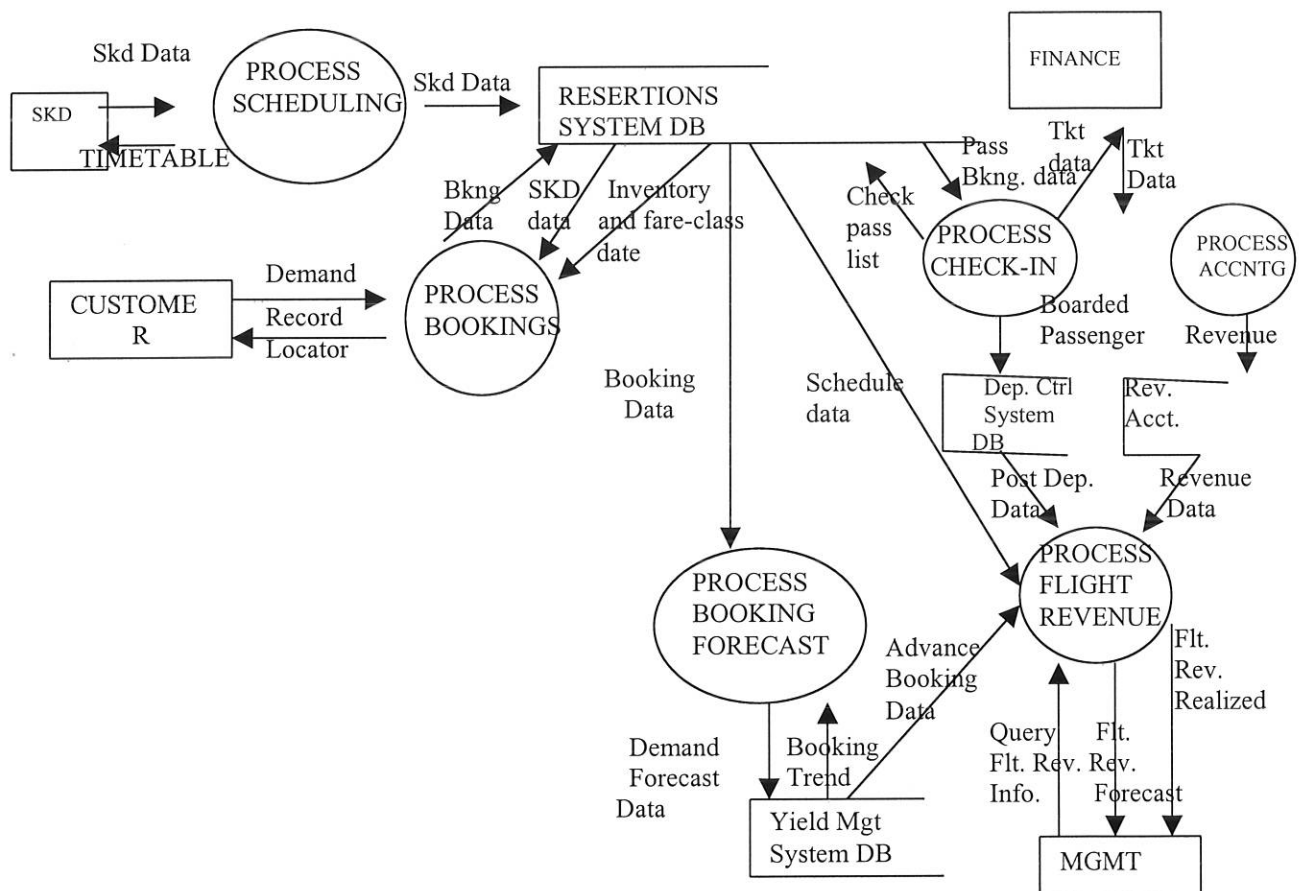 Skd Data
SKD
TIMETABLE
PROCESS
SCHEDULING
Skd Data
RESERTIONS
SYSTEM DB
FINANCE
Bkng
Data
SKD
data
Inventory
and fare-class
date
Check
pass
list
Pass
Bkng. data
Tkt
data
Tkt
Data
PROCESS
CHECK-IN
PROCESS
ACCNTG
CUSTOME
R
Demand
Record
Locator
PROCESS
BOOKINGS
Boarded
Passenger
Revenue
Booking
Data
Schedule
data
Dep. Ctrl
System
DB
Rev.
Acct.
Post Dep.
Data
Revenue
Data
PROCESS
BOOKING
FORECAST
PROCESS
FLIGHT
REVENUE
Advance
Booking
Data
Flt.
Rev.
Realized
Demand
Forecast
Data
Booking
Trend
Query
Flt. Rev.
Info.
Flt.
Rev.
Forecast
Yield Mgt
System DB
MGMT